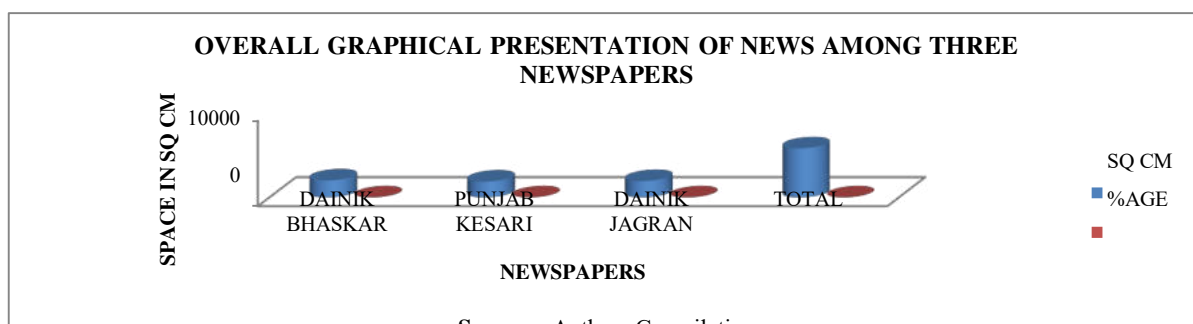 OVERALL GRAPHICAL PRESENTATION OF NEWS AMONG THREE
NEWSPAPERS
SPACE IN SQ CM
10000
0
DAINIK BHASKAR
PUNJAB KESARI
DAINIK JAGRAN
TOTAL
NEWSPAPERS
SQ CM
%AGE